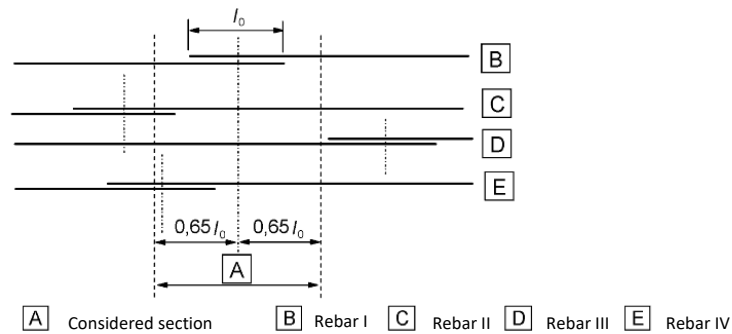 l₀
B
C
D
E
0,65 l₀ 0,65 l₀
A
A Considered section B Rebar I C Rebar II D Rebar III E Rebar IV